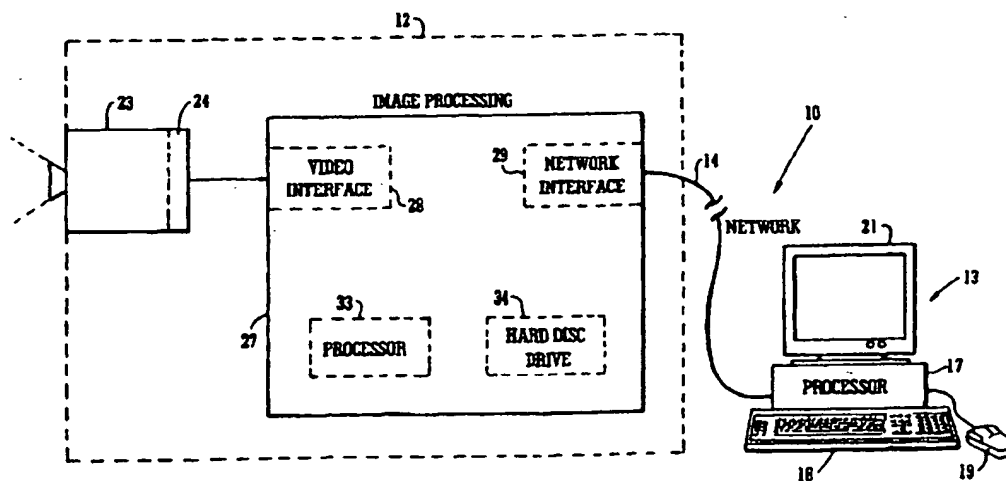 12
23
24
IMAGE PROCESSING
10
VIDEO
INTERFACE
28
29
NETWORK
INTERFACE
14
NETWORK
21
13
33
34
27
PROCESSOR
HARD DISC
DRIVE
17
PROCESSOR
18
19